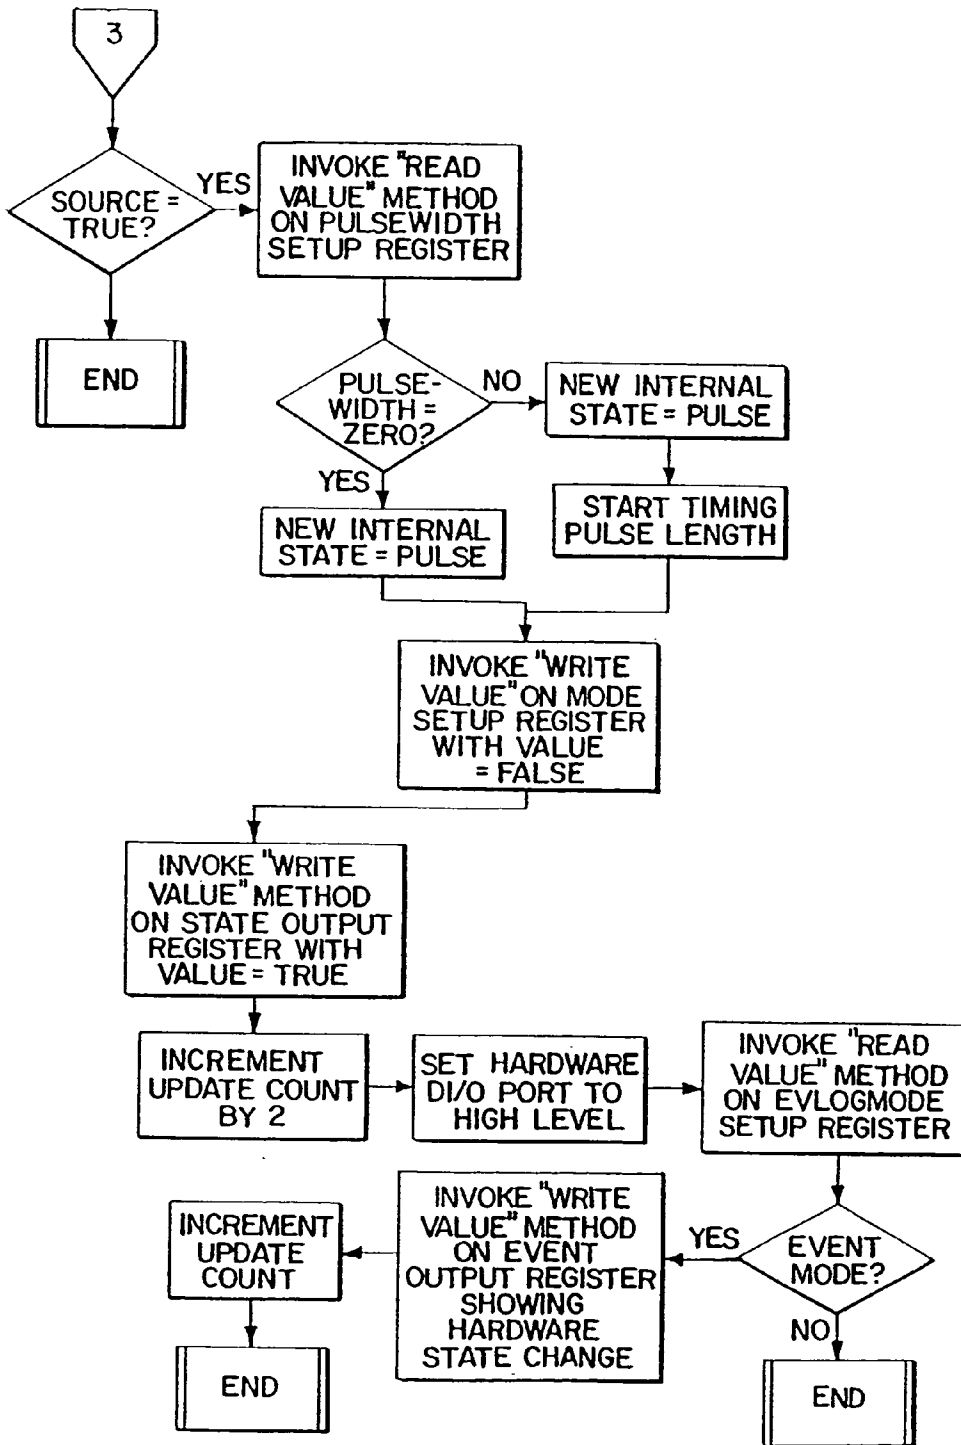 3
SOURCE =
TRUE?
YES
INVOKE "READ
VALUE" METHOD
ON PULSEWIDTH
SETUP REGISTER
END
PULSE-
WIDTH =
ZERO?
NO
NEW INTERNAL
STATE = PULSE
YES
NEW INTERNAL
STATE = PULSE
START TIMING
PULSE LENGTH
INVOKE "WRITE
VALUE" ON MODE
SETUP REGISTER
WITH VALUE
= FALSE
INVOKE "WRITE
VALUE" METHOD
ON STATE OUTPUT
REGISTER WITH
VALUE = TRUE
INCREMENT
UPDATE COUNT
BY 2
SET HARDWARE
DI/O PORT TO
HIGH LEVEL
INVOKE "READ
VALUE" METHOD
ON EVLOGMODE
SETUP REGISTER
EVENT
MODE?
YES
INVOKE "WRITE
VALUE" METHOD
ON EVENT
OUTPUT REGISTER
SHOWING
HARDWARE
STATE CHANGE
INCREMENT
UPDATE
COUNT
END
NO
END